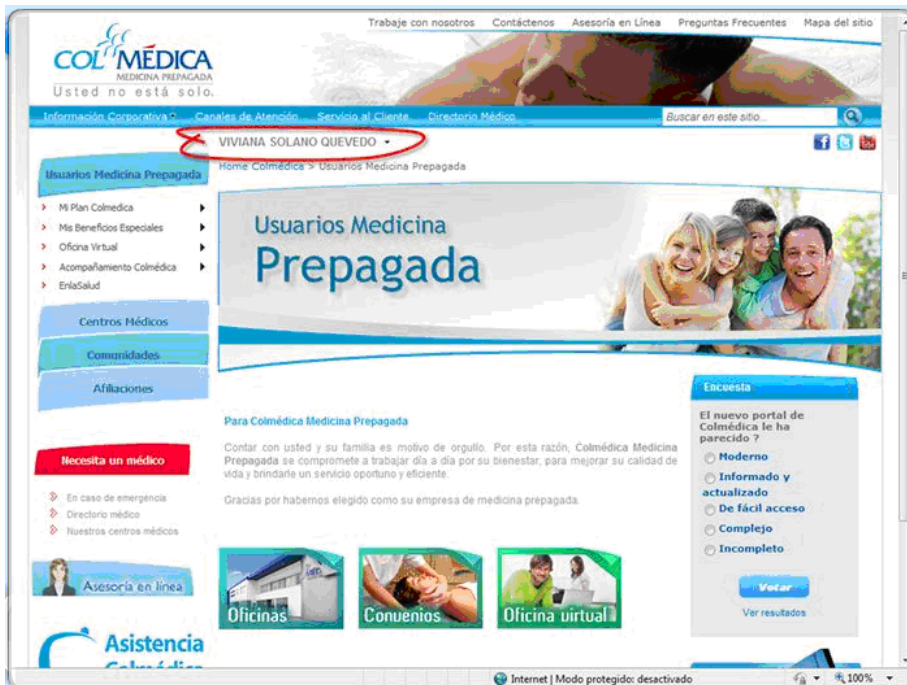 Trabaje con nosotros Contáctenos Asesoría en Línea Preguntas Frecuentes Mapa del sitio
COLMÉDICA
MEDICINA PREPAGADA
Usted no está solo.
Información Corporativa Canales de Atención Servicio al Cliente Directorio Médico Buscar en este sitio...
VIVIANA SOLANO QUEVEDO
Home Colmédica > Usuarios Medicina Prepagada
Usuarios Medicina Prepagada
Mi Plan Colmedica
Mis Beneficios Especiales
Oficina Virtual
Acompañamiento Colmédica
EnlaSalud
Centros Médicos
Comunidades
Afiliaciones
Usuarios Medicina
Prepagada
Necesita un médico
En caso de emergencia
Directorio médico
Nuestros centros médicos
Asesoría en línea
Asistencia
Colmédica
Para Colmédica Medicina Prepagada
Contar con usted y su familia es motivo de orgullo. Por esta razón, Colmédica Medicina
Prepagada se compromete a trabajar día a día por su bienestar, para mejorar su calidad de
vida y brindarle un servicio oportuno y eficiente.
Gracias por habernos elegido como su empresa de medicina prepagada.
Oficinas
Convenios
Oficina virtual
Encuesta
El nuevo portal de
Colmédica le ha
parecido ?
Moderno
Informado y
actualizado
De fácil acceso
Complejo
Incompleto
Votar
Ver resultados
Internet | Modo protegido: desactivado 100%